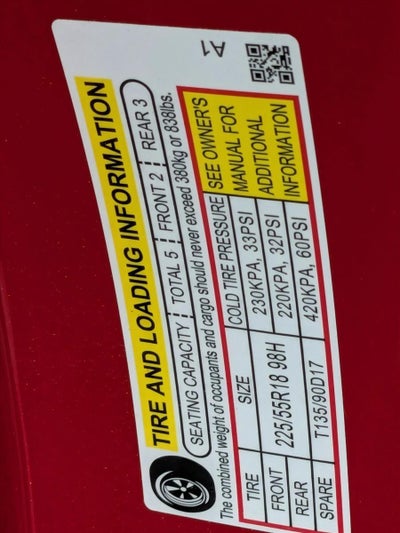 A1
TIRE AND LOADING INFORMATION
SEATING CAPACITY TOTAL 5 FRONT 2 REAR 3
The combined weight of occupants and cargo should never exceed 380kg or 838lbs.
TIRE SIZE COLD TIRE PRESSURE SEE OWNER'S MANUAL FOR ADDITIONAL INFORMATION
FRONT 225/55R18 98H 230KPA, 33PSI
REAR 220KPA, 32PSI
SPARE T135/90D17 420KPA, 60PSI